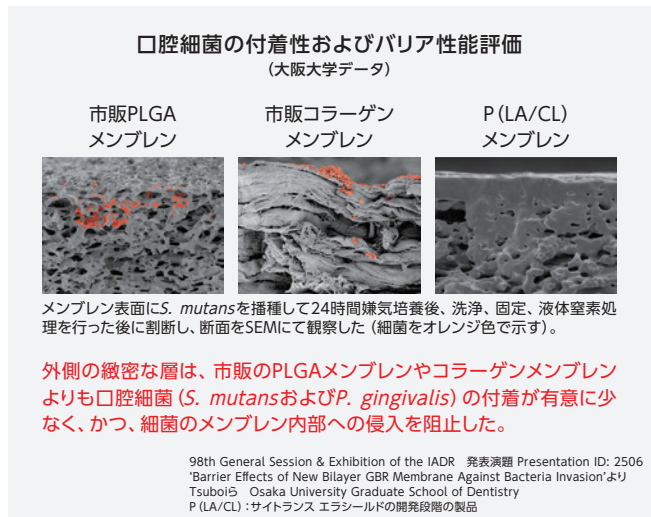 口腔細菌の付着性およびバリア性能評価
（大阪大学データ）
市販PLGA
メンブレン
市販コラーゲン
メンブレン
P（LA/CL）
メンブレン
メンブレン表面にS. mutansを播種して24時間嫌気培養後、洗浄、固定、液体窒素処
理を行った後に割断し、断面をSEMにて観察した（細菌をオレンジ色で示す）。
外側の緻密な層は、市販のPLGAメンブレンやコラーゲンメンブレン
よりも口腔細菌（S. mutansおよびP. gingivalis）の付着が有意に少
なく、かつ、細菌のメンブレン内部への侵入を阻止した。
98th General Session & Exhibition of the IADR　発表演題 Presentation ID: 2506
‘Barrier Effects of New Bilayer GBR Membrane Against Bacteria Invasion’より
Tsuboiら　Osaka University Graduate School of Dentistry
P（LA/CL）：サイトランス エラシールドの開発段階の製品